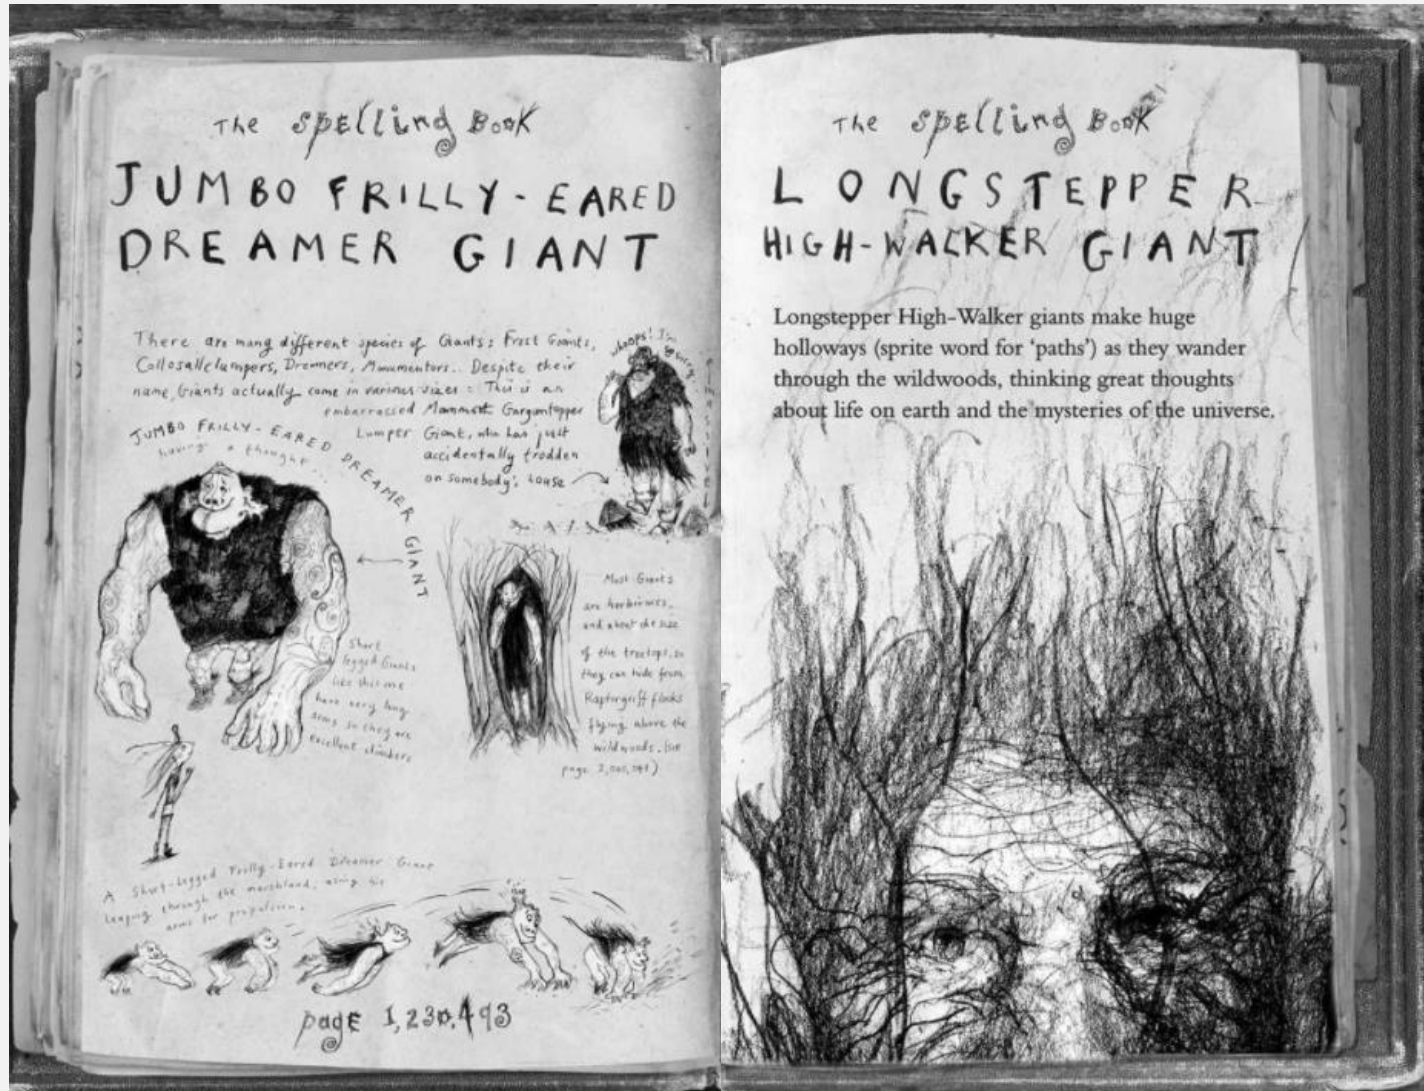 The Spelling Book
JUMBO FRILLY-EARED
DREAMER GIANT
There are many different species of Giants: Frost Giants,
Collosallclumpers, Dreamers, Munumentors.. Despite their
name, Giants actually come in various sizes: This is an
embarrassed Mammoth Gargantopper
Lumper Giant, who has just
accidentally trodden
on somebody's house
whoops! I'm
JUMBO FRILLY-EARED DREAMER GIANT
having a thought...
Short
legged Giants
like this one
have very long
arms so they are
excellent climbers
Most Giants
are herbivores,
and about the size
of the treetops, so
they can hide from
Raptorgriff flocks
flying above the
wildwoods. (see
page)
A Short-legged Frilly-Eared Dreamer Giant
leaping through the marshland, using his
arms for propulsion.
page 1,230,493
The Spelling Book
LONGSTEPPER
HIGH-WALKER GIANT
Longstepper High-Walker giants make huge
holloways (sprite word for ‘paths’) as they wander
through the wildwoods, thinking great thoughts
about life on earth and the mysteries of the universe.